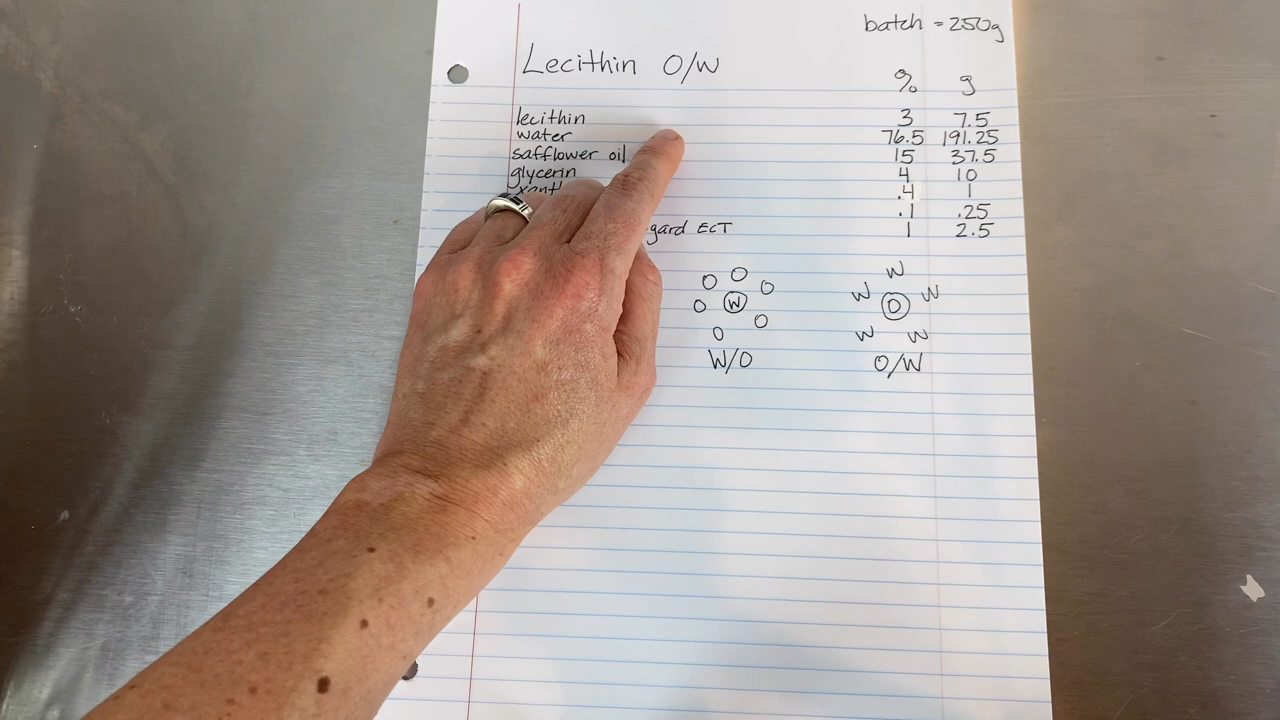 batch = 250g
Lecithin O/W
% g
lecithin 3 7.5
water 76.5 191.25
safflower oil 15 37.5
glycerin 4 10
.4 1
.1 .25
gard ECT 1 2.5
O O O O W O O
W/O
W W W O W W
O/W